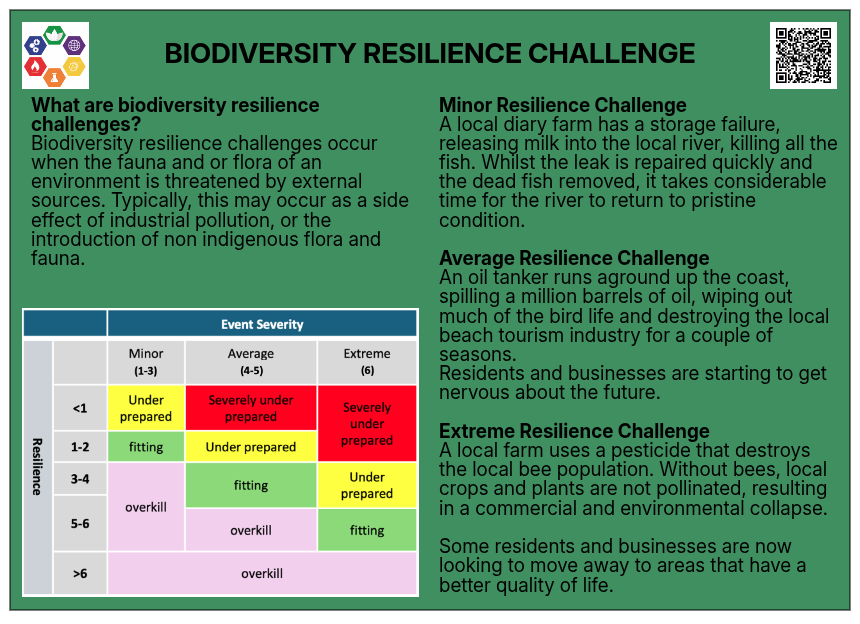 BIODIVERSITY RESILIENCE CHALLENGE
What are biodiversity resilience
challenges?
Biodiversity resilience challenges occur
when the fauna and or flora of an
environment is threatened by external
sources. Typically, this may occur as a side
effect of industrial pollution, or the
introduction of non indigenous flora and
fauna.
Event Severity
Minor
(1-3)
Average
(4-5)
Extreme
(6)
Resilience
<1
Under
prepared
Severely under
prepared
Severely
under
prepared
1-2
fitting
Under prepared
3-4
overkill
fitting
Under
prepared
5-6
overkill
fitting
>6
overkill
Minor Resilience Challenge
A local diary farm has a storage failure,
releasing milk into the local river, killing all the
fish. Whilst the leak is repaired quickly and
the dead fish removed, it takes considerable
time for the river to return to pristine
condition.
Average Resilience Challenge
An oil tanker runs aground up the coast,
spilling a million barrels of oil, wiping out
much of the bird life and destroying the local
beach tourism industry for a couple of
seasons.
Residents and businesses are starting to get
nervous about the future.
Extreme Resilience Challenge
A local farm uses a pesticide that destroys
the local bee population. Without bees, local
crops and plants are not pollinated, resulting
in a commercial and environmental collapse.
Some residents and businesses are now
looking to move away to areas that have a
better quality of life.